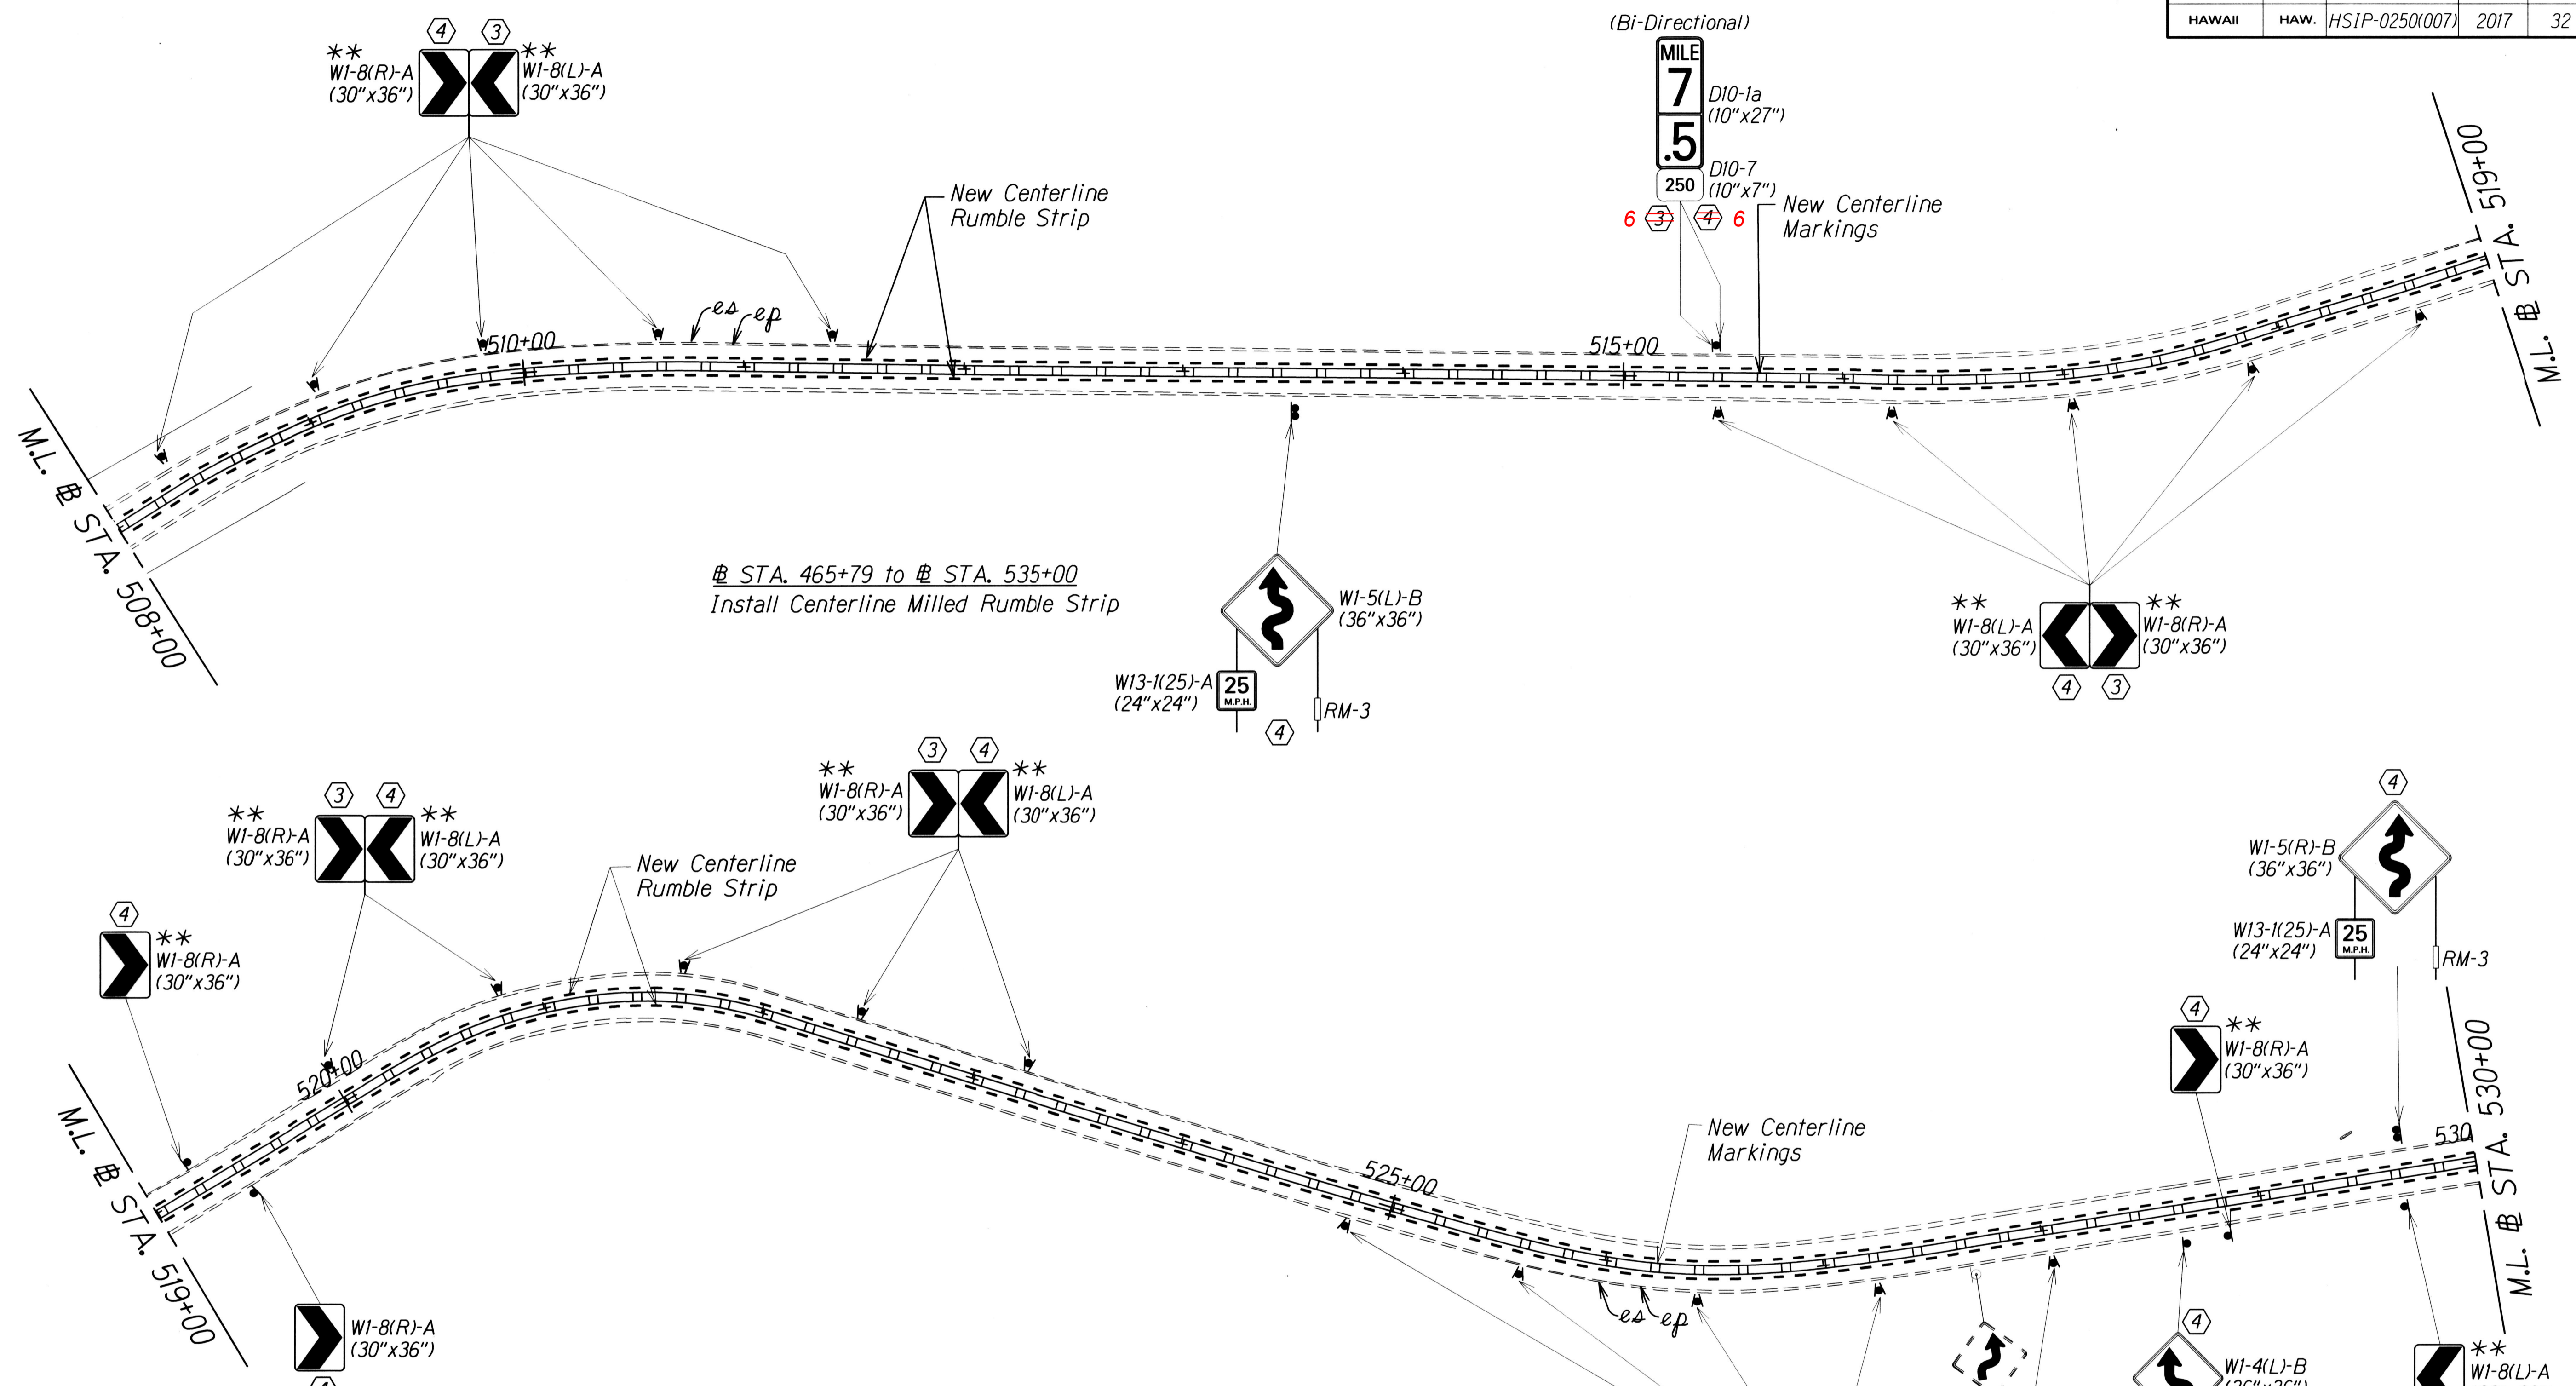 HAWAII HAW. HSIP-0250(007) 2017 32
4 3
**
W1-8(R)-A
(30"x36")
**
W1-8(L)-A
(30"x36")
New Centerline
Rumble Strip
es ep
510+00
(Bi-Directional)
MILE
7
.5
250
D10-1a
(10"x27")
D10-7
(10"x7")
6 3 4 6
New Centerline
Markings
515+00
M.L. BL STA. 519+00
M.L. BL STA. 508+00
BL STA. 465+79 to BL STA. 535+00
Install Centerline Milled Rumble Strip
W1-5(L)-B
(36"x36")
W13-1(25)-A
(24"x24")
25
M.P.H.
RM-3
4
**
W1-8(L)-A
(30"x36")
**
W1-8(R)-A
(30"x36")
4 3
4
**
W1-8(R)-A
(30"x36")
3 4
**
W1-8(R)-A
(30"x36")
**
W1-8(L)-A
(30"x36")
New Centerline
Rumble Strip
3 4
**
W1-8(R)-A
(30"x36")
**
W1-8(L)-A
(30"x36")
4
W1-5(R)-B
(36"x36")
W13-1(25)-A
(24"x24")
25
M.P.H.
RM-3
4
**
W1-8(R)-A
(30"x36")
520+00
New Centerline
Markings
525+00
530
M.L. BL STA. 530+00
M.L. BL STA. 519+00
es ep
W1-8(R)-A
(30"x36")
4
W1-4(L)-B
**
W1-8(L)-A